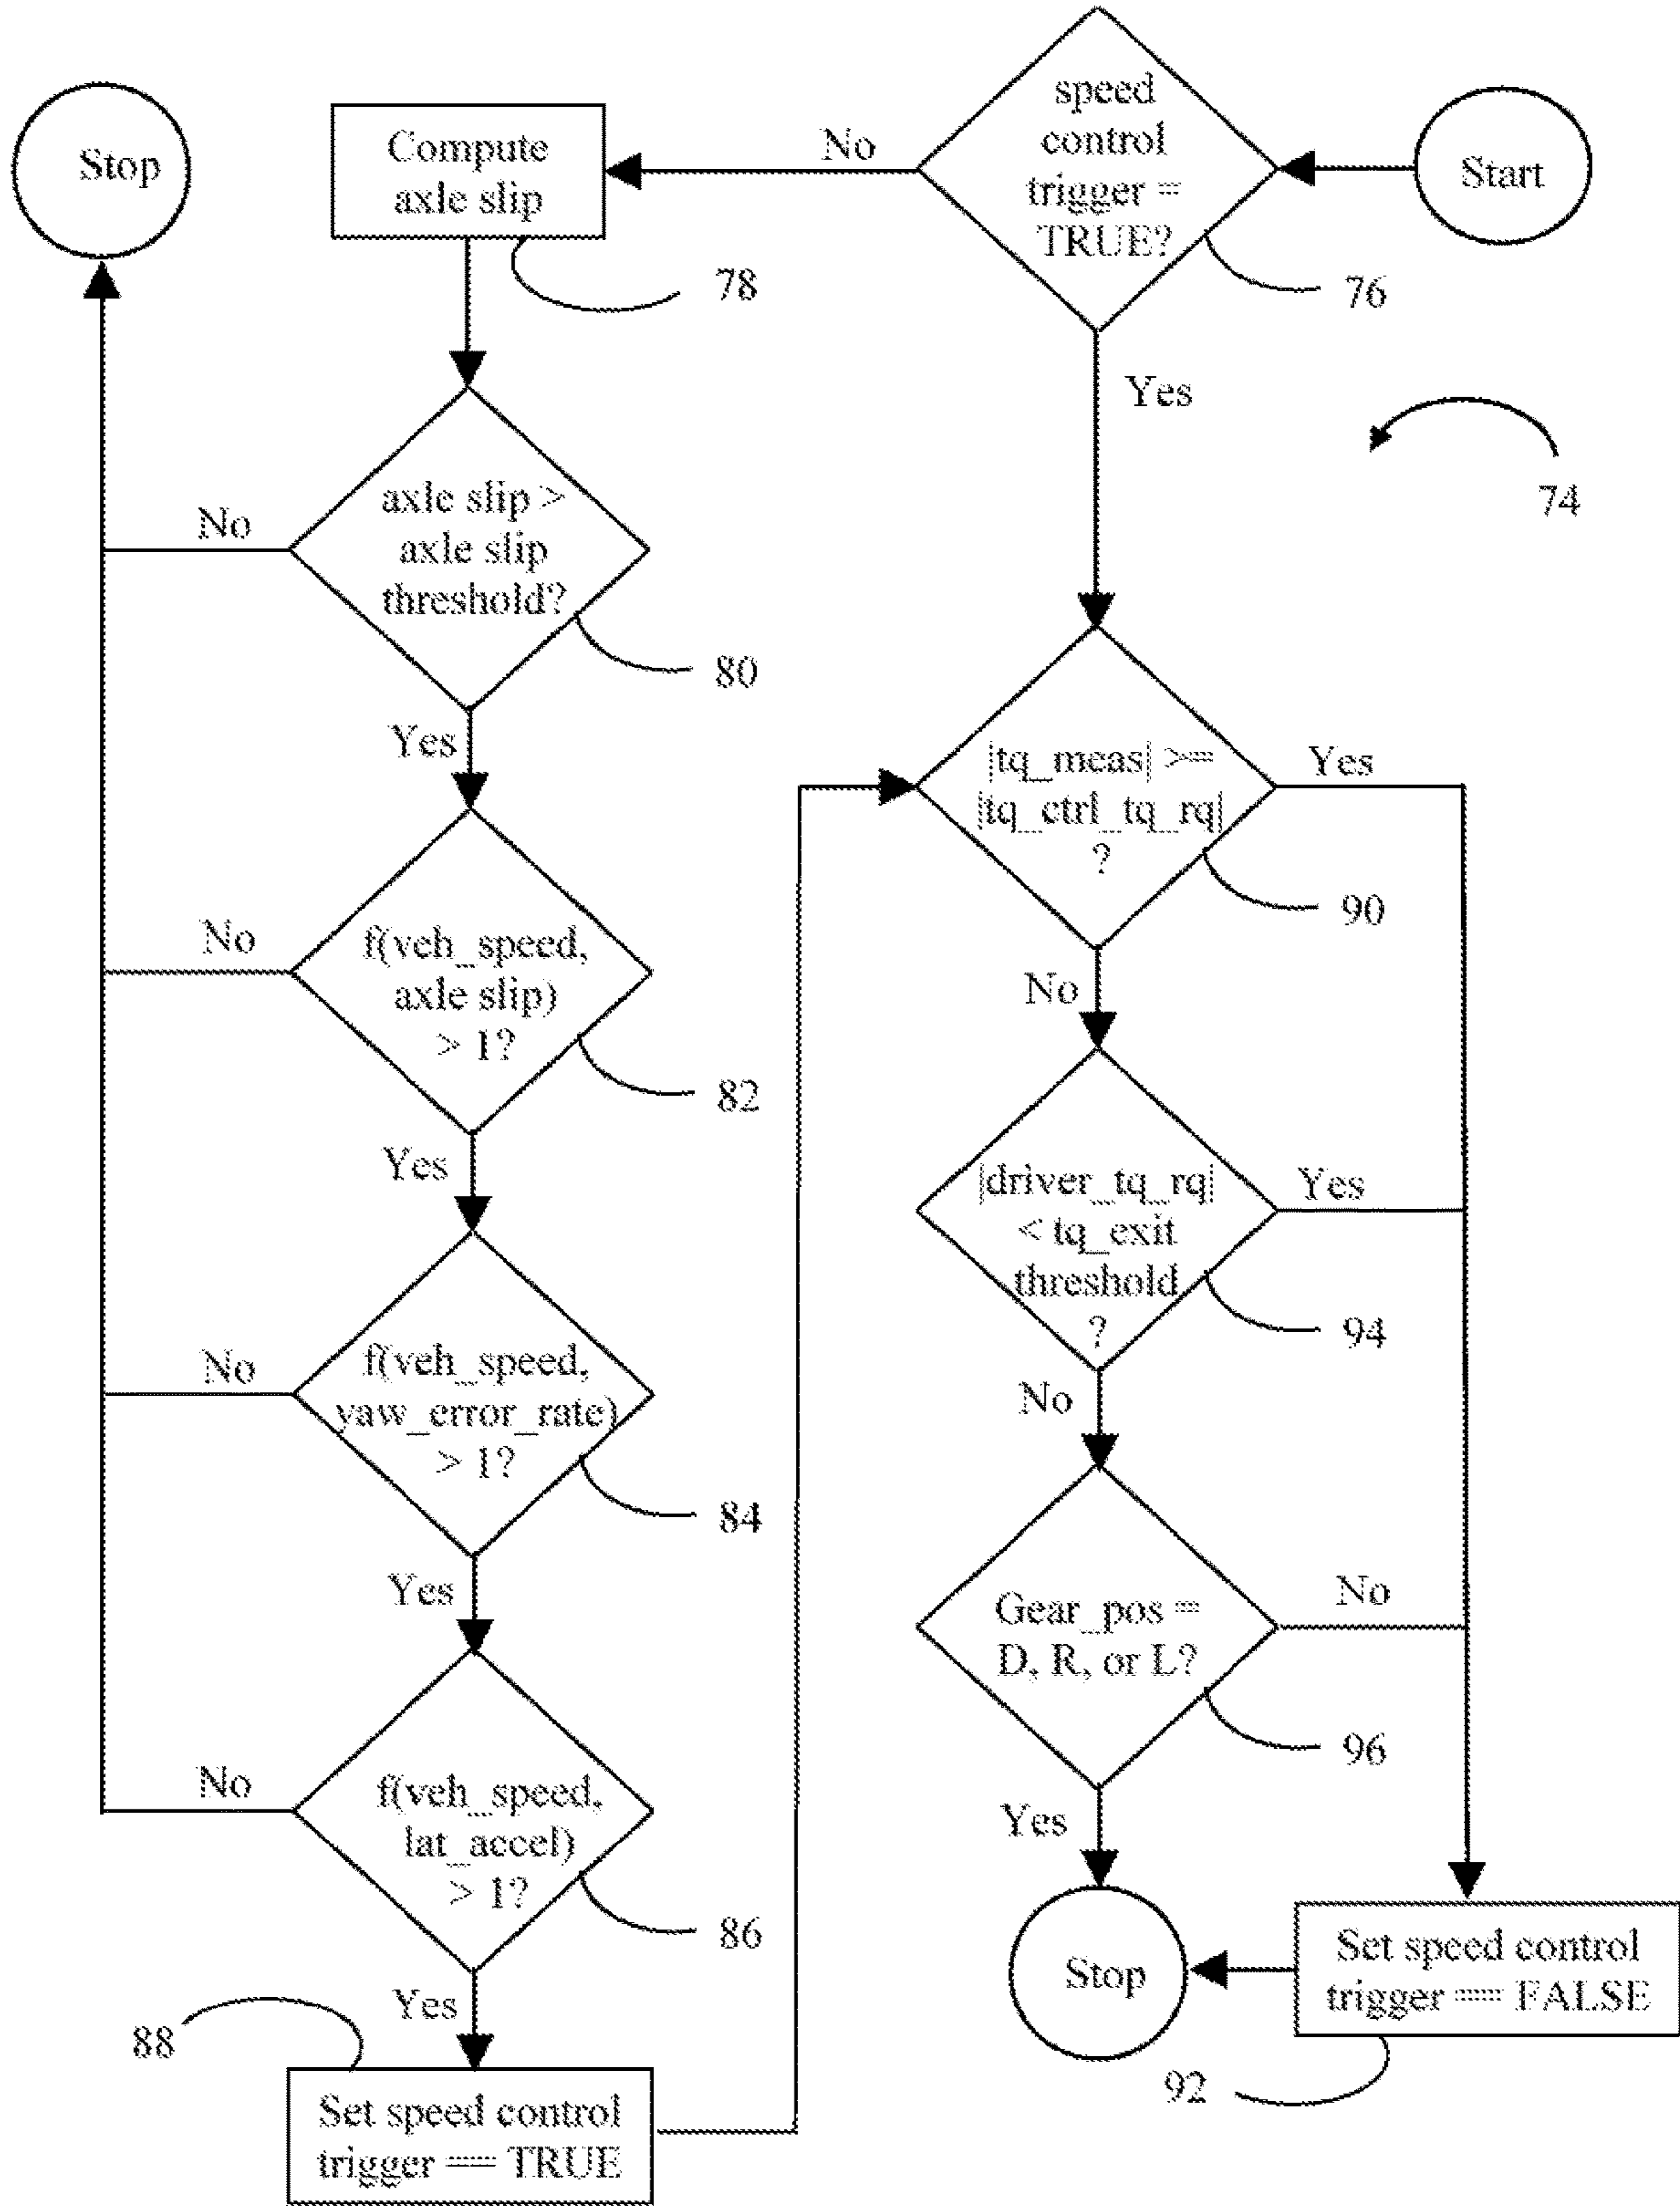 Stop
Compute
axle slip
78
No
speed
control
trigger =
TRUE?
76
Start
Yes
74
axle slip >
axle slip
threshold?
80
No
Yes
f(veh_speed,
axle slip)
> 1?
82
No
Yes
f(veh_speed,
yaw_error_rate)
> 1?
84
No
Yes
f(veh_speed,
lat_accel)
> 1?
86
No
Yes
88
Set speed control
trigger == TRUE
|tq_meas| >=
|tq_ctrl_tq_rq|
?
90
Yes
No
|driver_tq_rq|
< tq_exit
threshold
?
94
Yes
No
Gear_pos =
D, R, or L?
96
No
Yes
Stop
Set speed control
trigger == FALSE
92